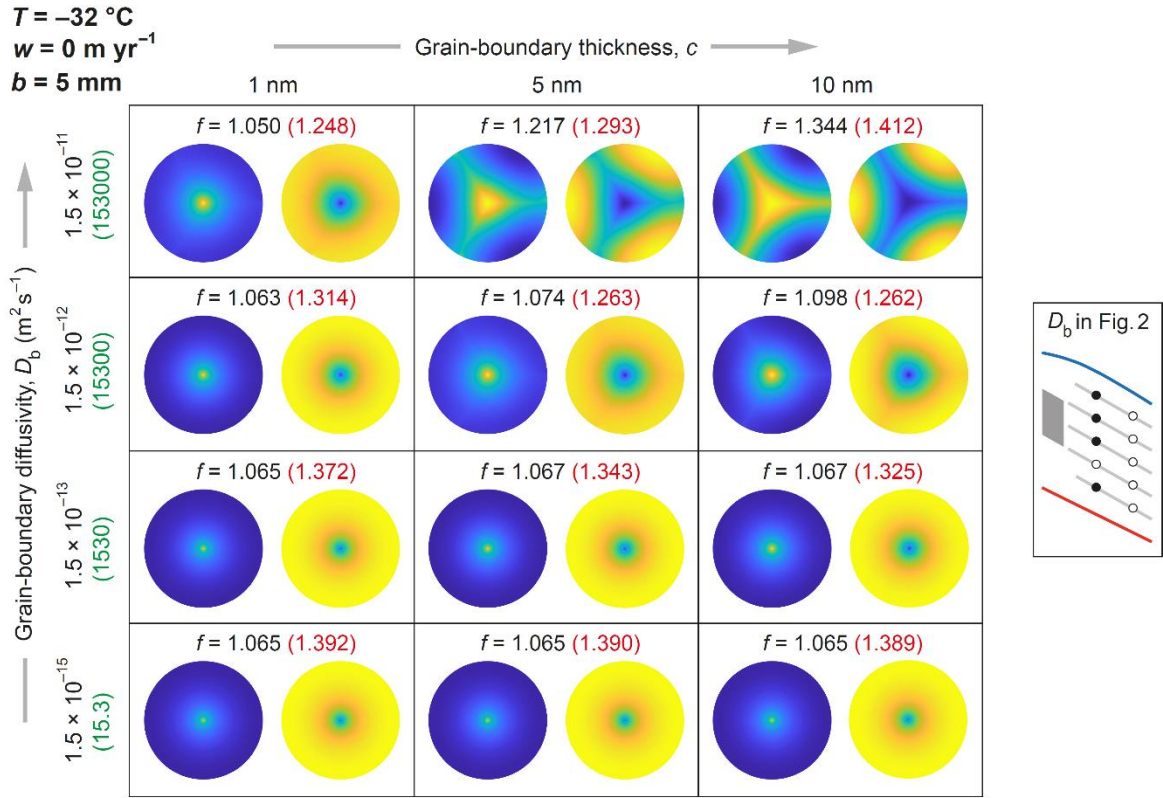 T = –32 °C
w = 0 m yr⁻¹
b = 5 mm
Grain-boundary thickness, c
1 nm 5 nm 10 nm
Grain-boundary diffusivity, D_b (m² s⁻¹)
1.5 × 10⁻¹¹
(153000)
f = 1.050 (1.248) f = 1.217 (1.293) f = 1.344 (1.412)
1.5 × 10⁻¹²
(15300)
f = 1.063 (1.314) f = 1.074 (1.263) f = 1.098 (1.262)
1.5 × 10⁻¹³
(1530)
f = 1.065 (1.372) f = 1.067 (1.343) f = 1.067 (1.325)
1.5 × 10⁻¹⁵
(15.3)
f = 1.065 (1.392) f = 1.065 (1.390) f = 1.065 (1.389)
D_b in Fig. 2